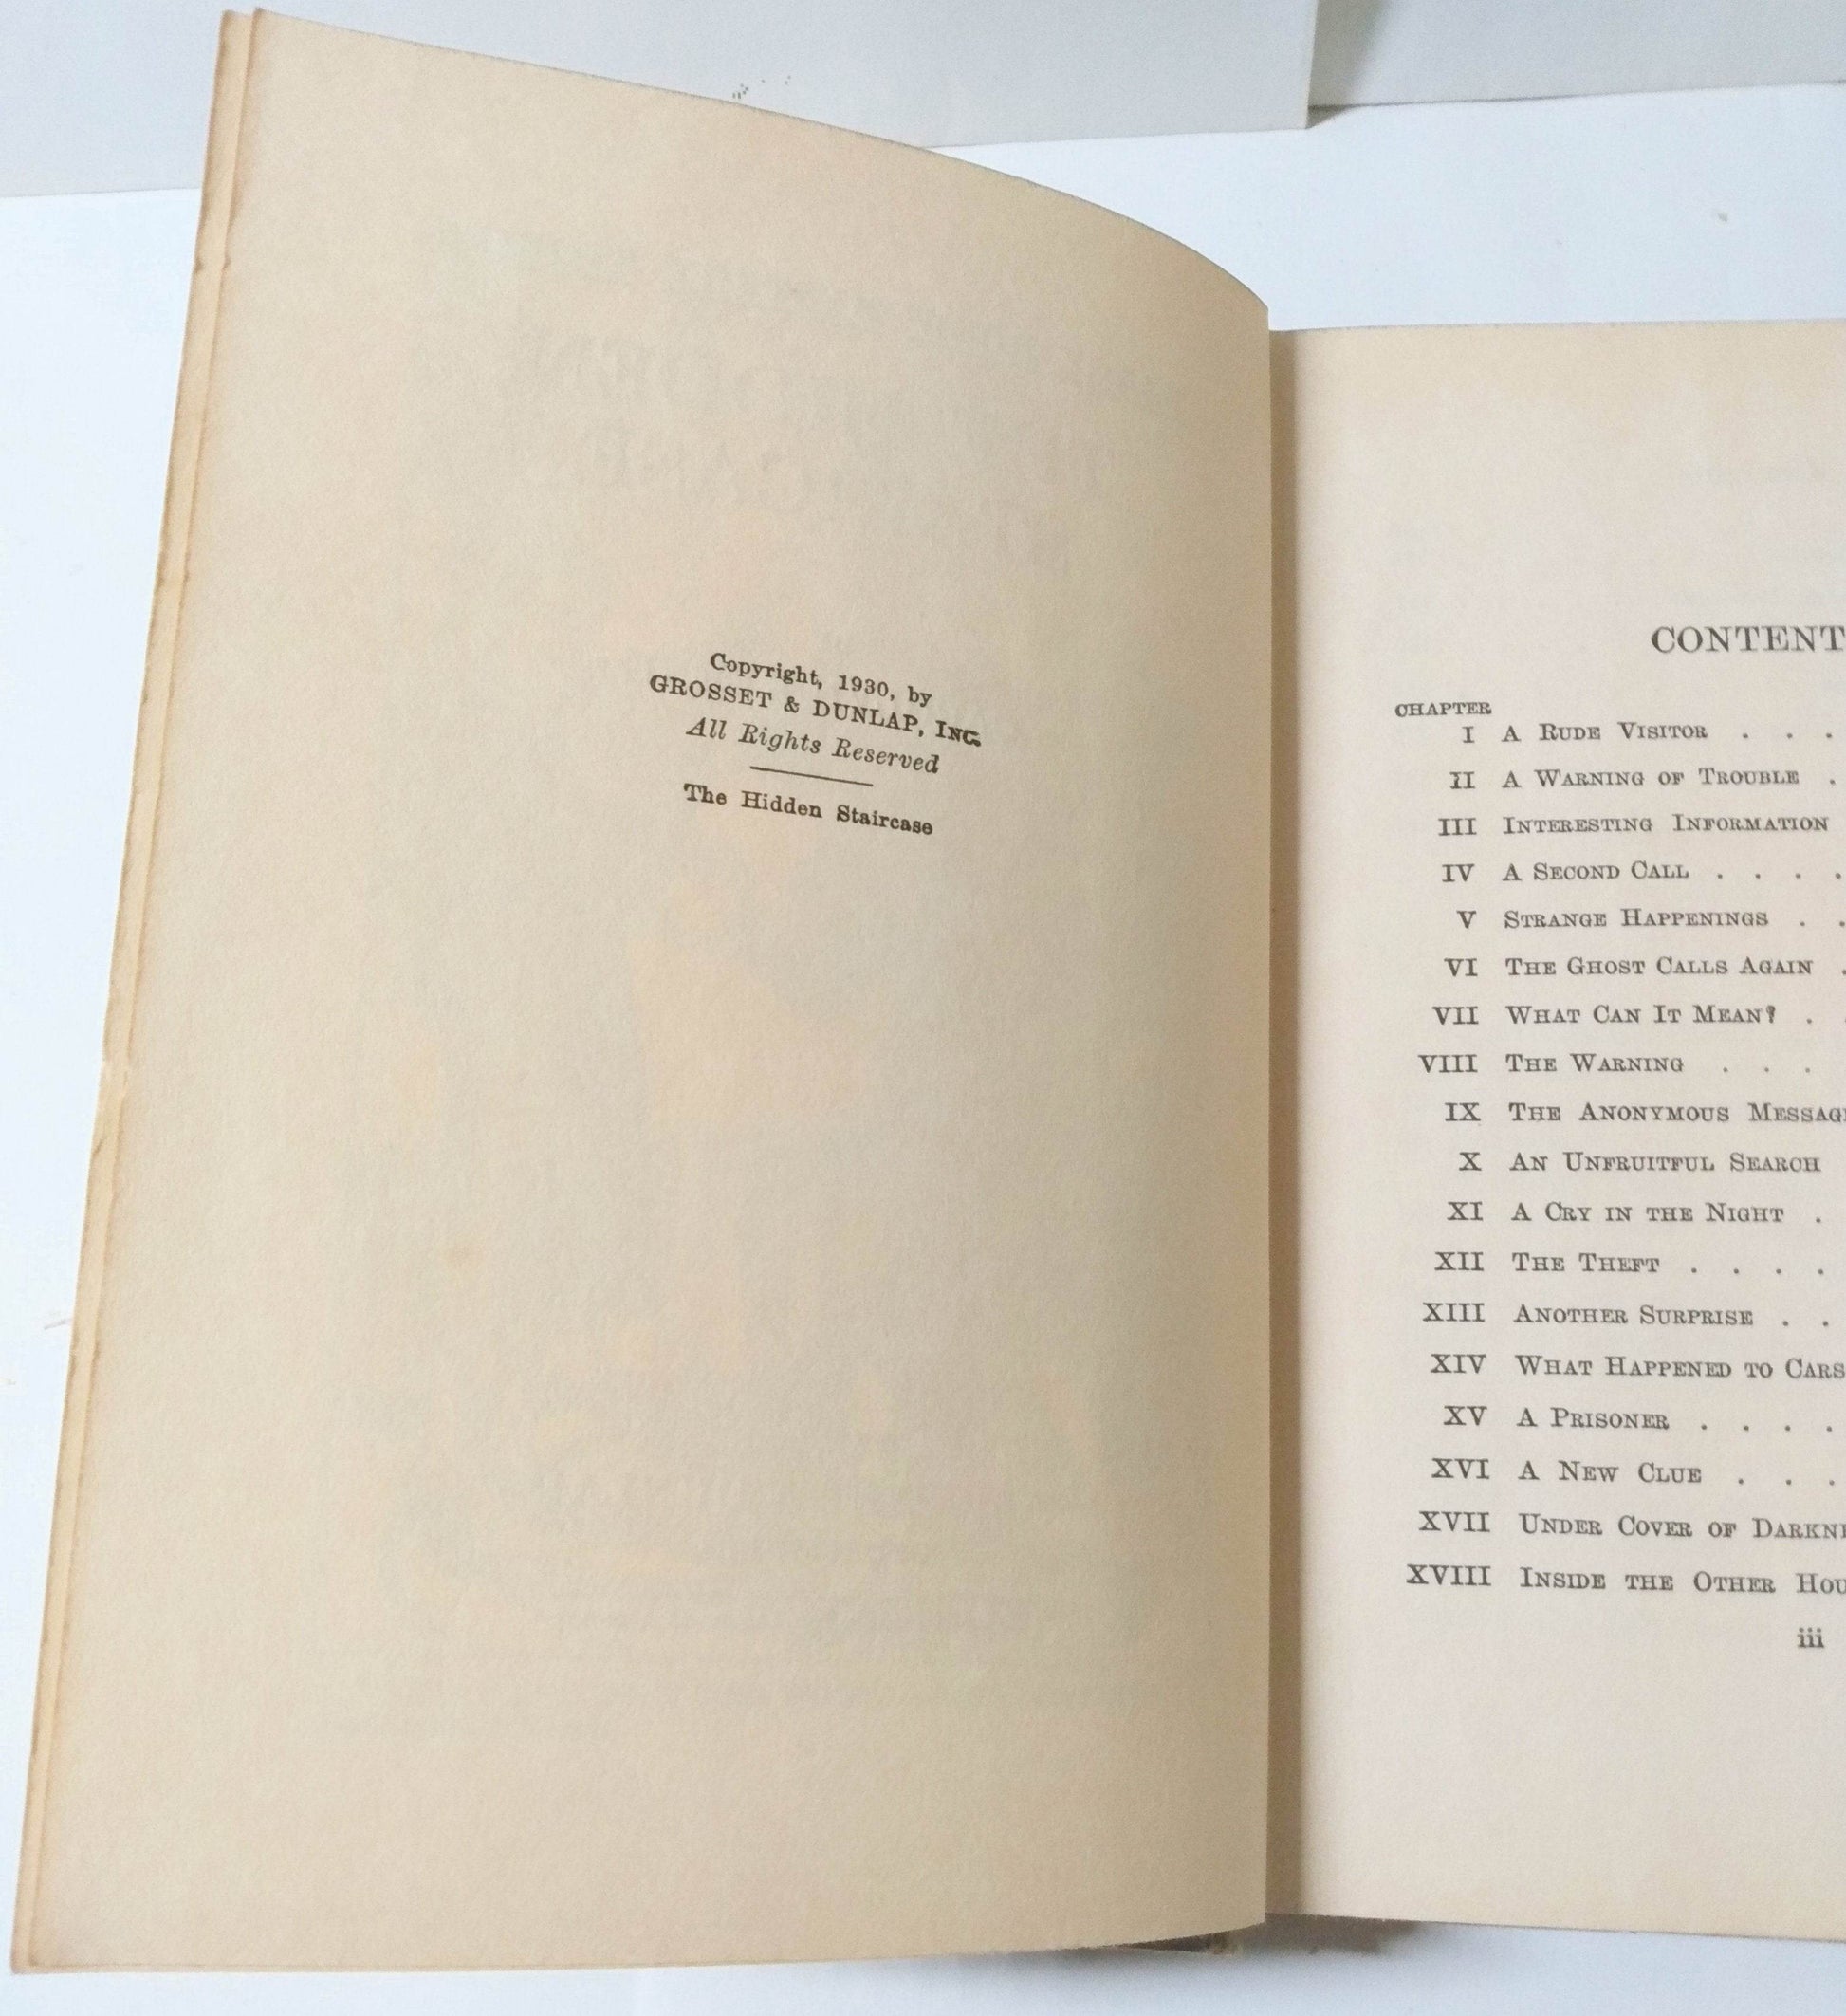 Copyright, 1930, by
GROSSET & DUNLAP, INC.
All Rights Reserved
The Hidden Staircase
CONTENT
CHAPTER
I A RUDE VISITOR . . .
II A WARNING OF TROUBLE .
III INTERESTING INFORMATION
IV A SECOND CALL . . . .
V STRANGE HAPPENINGS . .
VI THE GHOST CALLS AGAIN .
VII WHAT CAN IT MEAN? . .
VIII THE WARNING . . .
IX THE ANONYMOUS MESSAG
X AN UNFRUITFUL SEARCH
XI A CRY IN THE NIGHT .
XII THE THEFT . . . .
XIII ANOTHER SURPRISE . .
XIV WHAT HAPPENED TO CARS
XV A PRISONER . . . .
XVI A NEW CLUE . . .
XVII UNDER COVER OF DARKN
XVIII INSIDE THE OTHER HOU
iii